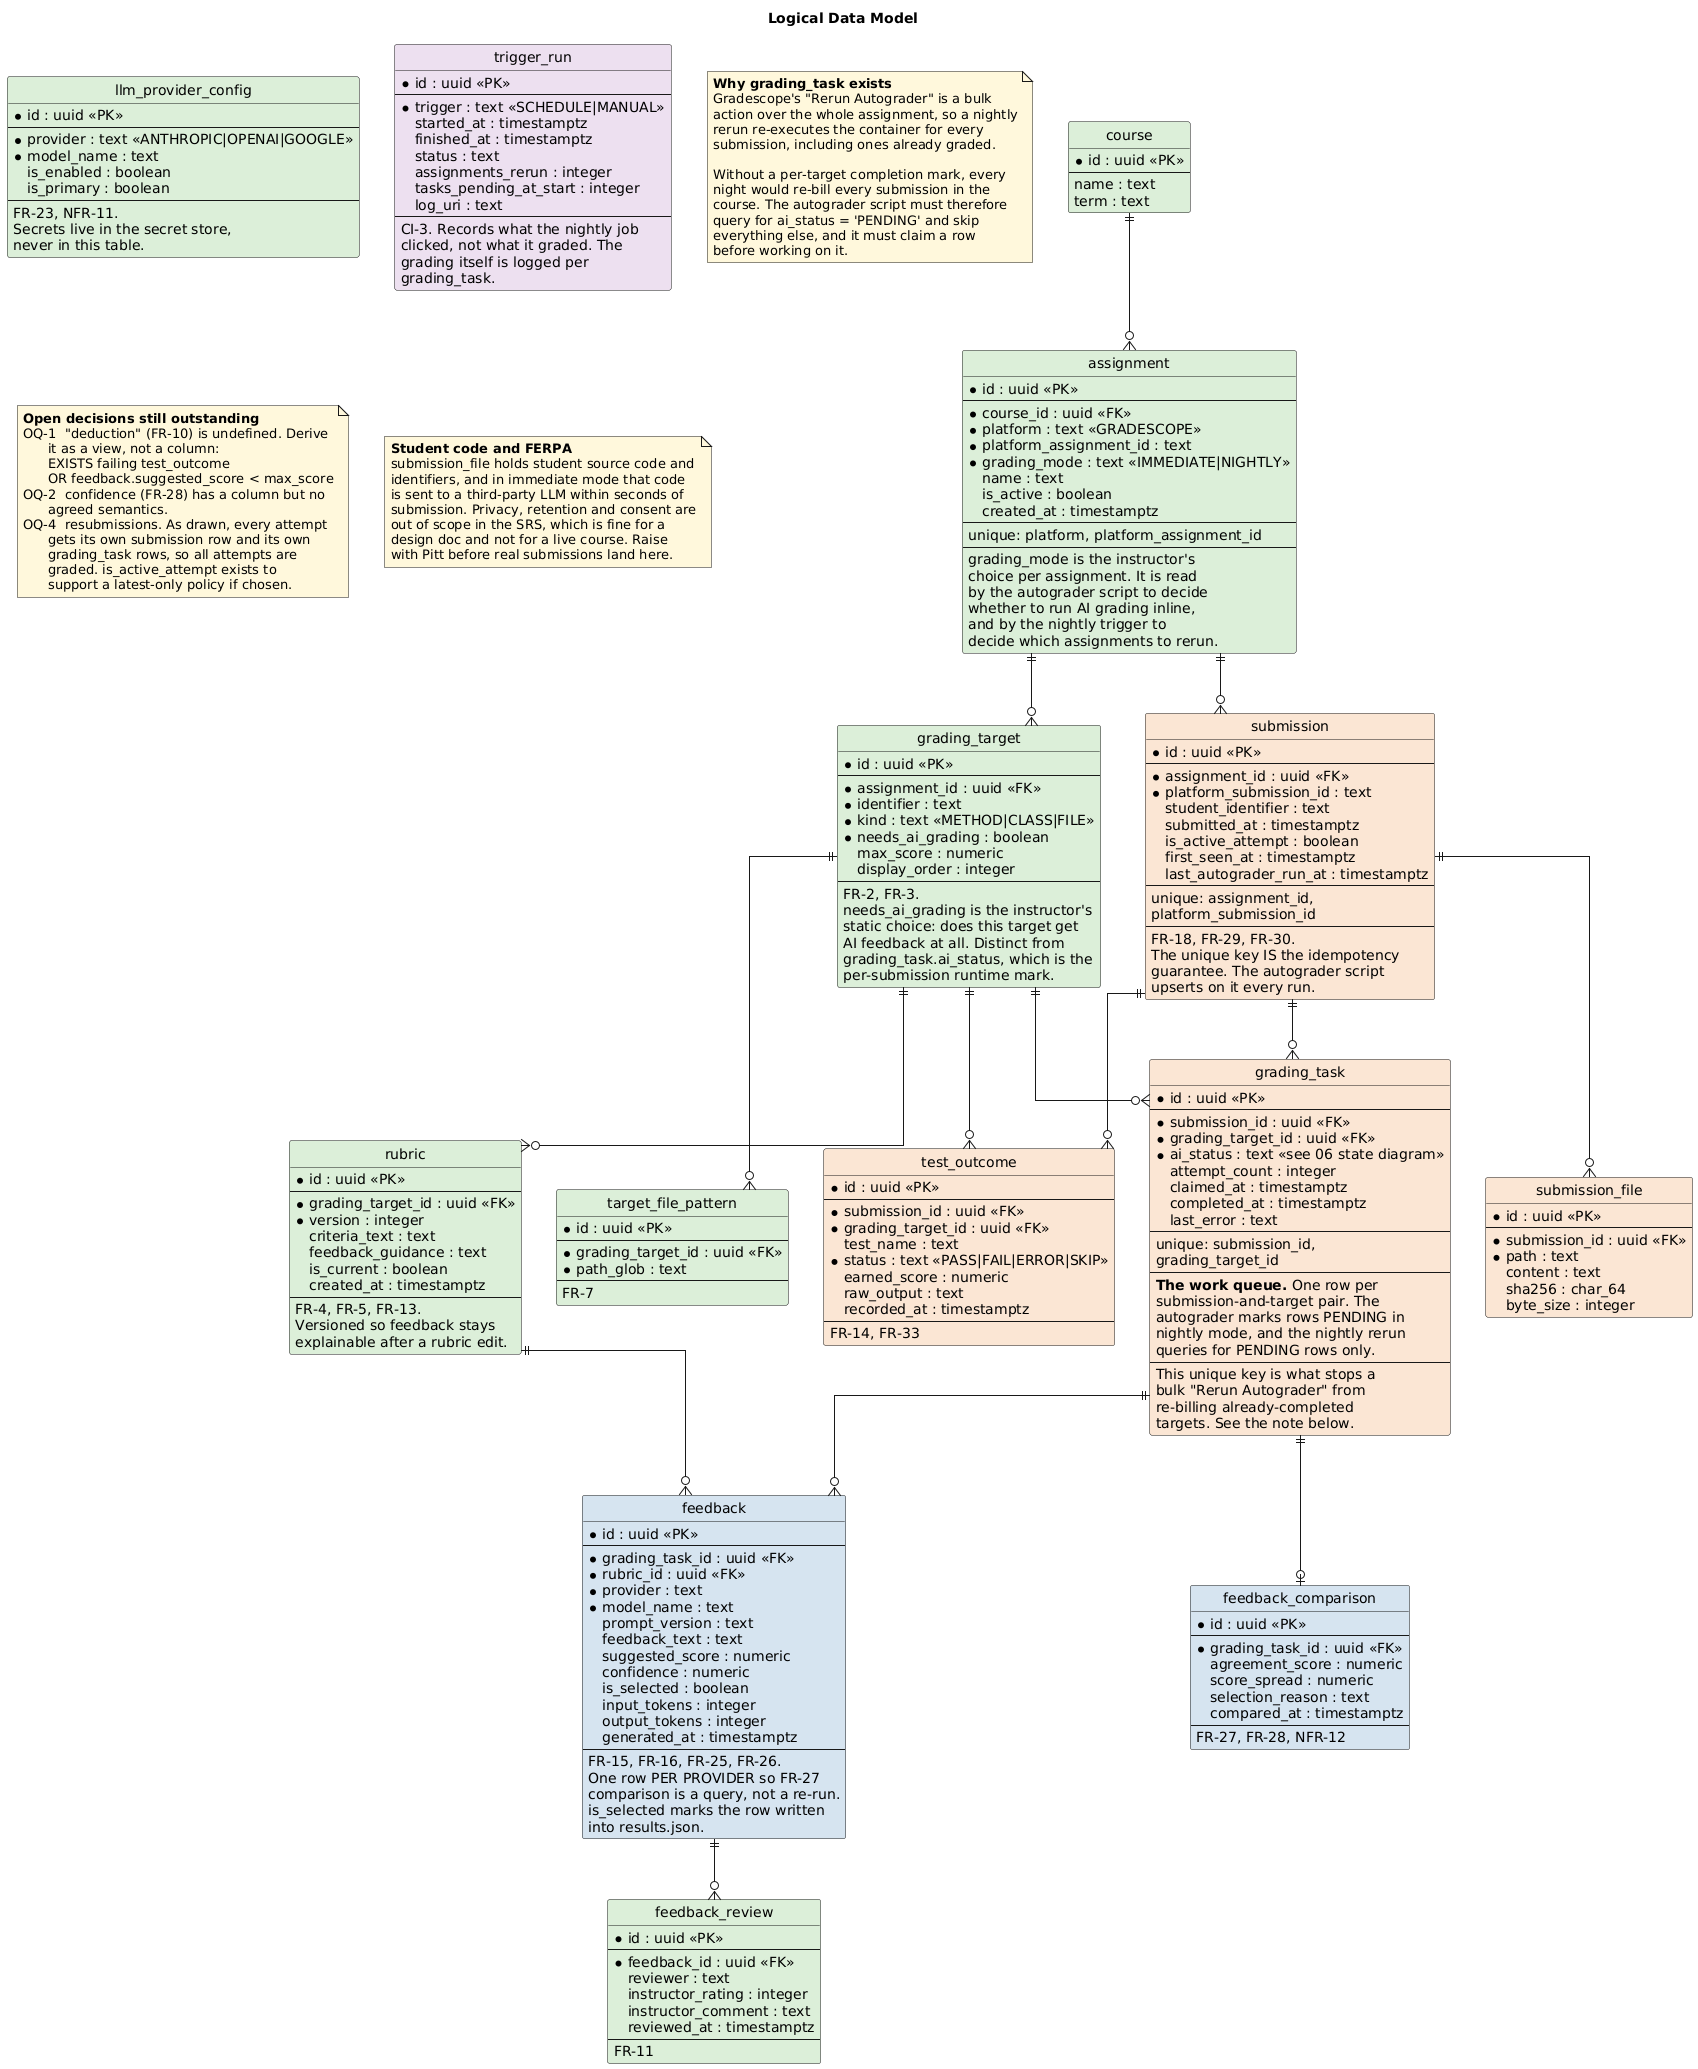 Logical Data Model
llm_provider_config
id : uuid «PK»
provider : text «ANTHROPIC|OPENAI|GOOGLE»
model_name : text
is_enabled : boolean
is_primary : boolean
FR-23, NFR-11.
Secrets live in the secret store,
never in this table.
trigger_run
id : uuid «PK»
trigger : text «SCHEDULE|MANUAL»
started_at : timestamptz
finished_at : timestamptz
status : text
assignments_rerun : integer
tasks_pending_at_start : integer
log_uri : text
CI-3. Records what the nightly job
clicked, not what it graded. The
grading itself is logged per
grading_task.
Why grading_task exists
Gradescope's "Rerun Autograder" is a bulk
action over the whole assignment, so a nightly
rerun re-executes the container for every
submission, including ones already graded.
Without a per-target completion mark, every
night would re-bill every submission in the
course. The autograder script must therefore
query for ai_status = 'PENDING' and skip
everything else, and it must claim a row
before working on it.
course
id : uuid «PK»
name : text
term : text
Open decisions still outstanding
OQ-1 "deduction" (FR-10) is undefined. Derive
it as a view, not a column:
EXISTS failing test_outcome
OR feedback.suggested_score < max_score
OQ-2 confidence (FR-28) has a column but no
agreed semantics.
OQ-4 resubmissions. As drawn, every attempt
gets its own submission row and its own
grading_task rows, so all attempts are
graded. is_active_attempt exists to
support a latest-only policy if chosen.
Student code and FERPA
submission_file holds student source code and
identifiers, and in immediate mode that code
is sent to a third-party LLM within seconds of
submission. Privacy, retention and consent are
out of scope in the SRS, which is fine for a
design doc and not for a live course. Raise
with Pitt before real submissions land here.
assignment
id : uuid «PK»
course_id : uuid «FK»
platform : text «GRADESCOPE»
platform_assignment_id : text
grading_mode : text «IMMEDIATE|NIGHTLY»
name : text
is_active : boolean
created_at : timestamptz
unique: platform, platform_assignment_id
grading_mode is the instructor's
choice per assignment. It is read
by the autograder script to decide
whether to run AI grading inline,
and by the nightly trigger to
decide which assignments to rerun.
grading_target
id : uuid «PK»
assignment_id : uuid «FK»
identifier : text
kind : text «METHOD|CLASS|FILE»
needs_ai_grading : boolean
max_score : numeric
display_order : integer
FR-2, FR-3.
needs_ai_grading is the instructor's
static choice: does this target get
AI feedback at all. Distinct from
grading_task.ai_status, which is the
per-submission runtime mark.
submission
id : uuid «PK»
assignment_id : uuid «FK»
platform_submission_id : text
student_identifier : text
submitted_at : timestamptz
is_active_attempt : boolean
first_seen_at : timestamptz
last_autograder_run_at : timestamptz
unique: assignment_id,
platform_submission_id
FR-18, FR-29, FR-30.
The unique key IS the idempotency
guarantee. The autograder script
upserts on it every run.
rubric
id : uuid «PK»
grading_target_id : uuid «FK»
version : integer
criteria_text : text
feedback_guidance : text
is_current : boolean
created_at : timestamptz
FR-4, FR-5, FR-13.
Versioned so feedback stays
explainable after a rubric edit.
target_file_pattern
id : uuid «PK»
grading_target_id : uuid «FK»
path_glob : text
FR-7
test_outcome
id : uuid «PK»
submission_id : uuid «FK»
grading_target_id : uuid «FK»
test_name : text
status : text «PASS|FAIL|ERROR|SKIP»
earned_score : numeric
raw_output : text
recorded_at : timestamptz
FR-14, FR-33
grading_task
id : uuid «PK»
submission_id : uuid «FK»
grading_target_id : uuid «FK»
ai_status : text «see 06 state diagram»
attempt_count : integer
claimed_at : timestamptz
completed_at : timestamptz
last_error : text
unique: submission_id,
grading_target_id
The work queue. One row per
submission-and-target pair. The
autograder marks rows PENDING in
nightly mode, and the nightly rerun
queries for PENDING rows only.
This unique key is what stops a
bulk "Rerun Autograder" from
re-billing already-completed
targets. See the note below.
submission_file
id : uuid «PK»
submission_id : uuid «FK»
path : text
content : text
sha256 : char_64
byte_size : integer
feedback
id : uuid «PK»
grading_task_id : uuid «FK»
rubric_id : uuid «FK»
provider : text
model_name : text
prompt_version : text
feedback_text : text
suggested_score : numeric
confidence : numeric
is_selected : boolean
input_tokens : integer
output_tokens : integer
generated_at : timestamptz
FR-15, FR-16, FR-25, FR-26.
One row PER PROVIDER so FR-27
comparison is a query, not a re-run.
is_selected marks the row written
into results.json.
feedback_comparison
id : uuid «PK»
grading_task_id : uuid «FK»
agreement_score : numeric
score_spread : numeric
selection_reason : text
compared_at : timestamptz
FR-27, FR-28, NFR-12
feedback_review
id : uuid «PK»
feedback_id : uuid «FK»
reviewer : text
instructor_rating : integer
instructor_comment : text
reviewed_at : timestamptz
FR-11